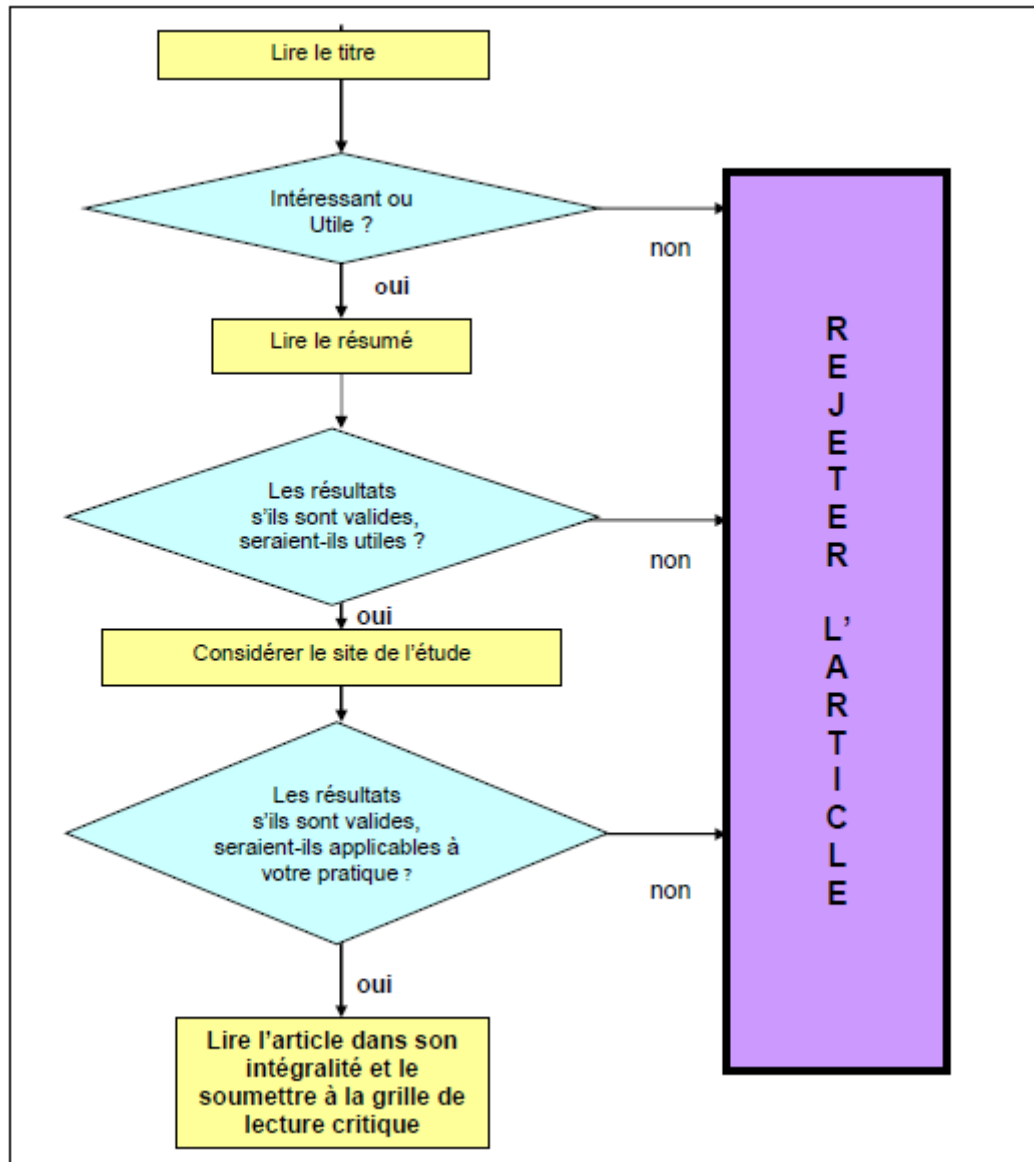 Lire le titre
Intéressant ou
Utile ?
non
oui
Lire le résumé
Les résultats
s'ils sont valides,
seraient-ils utiles ?
non
oui
Considérer le site de l'étude
Les résultats
s'ils sont valides,
seraient-ils applicables à
votre pratique ?
non
oui
Lire l'article dans son
intégralité et le
soumettre à la grille de
lecture critique
R
E
J
E
T
E
R
L'
A
R
T
I
C
L
E